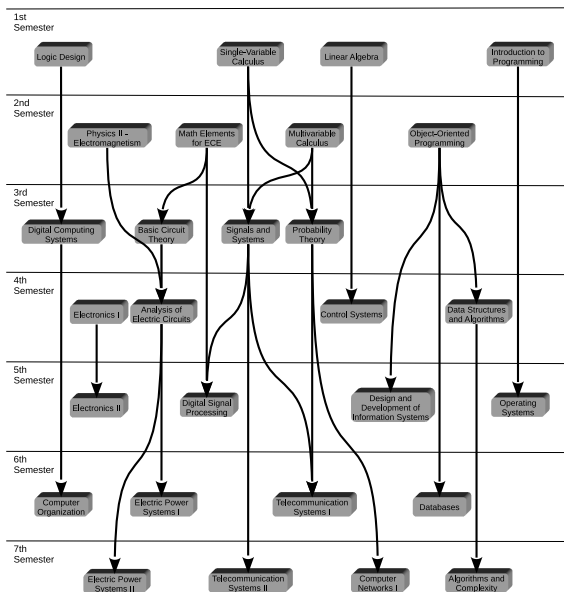 1st
Semester
Logic Design
Single-Variable
Calculus
Linear Algebra
Introduction to
Programming
2nd
Semester
Physics II -
Electromagnetism
Math Elements
for ECE
Multivariable
Calculus
Object-Oriented
Programming
3rd
Semester
Digital Computing
Systems
Basic Circuit
Theory
Signals and
Systems
Probability
Theory
4th
Semester
Electronics I
Analysis of
Electric Circuits
Control Systems
Data Structures
and Algorithms
5th
Semester
Electronics II
Digital Signal
Processing
Design and
Development of
Information Systems
Operating
Systems
6th
Semester
Computer
Organization
Electric Power
Systems I
Telecommunication
Systems I
Databases
7th
Semester
Electric Power
Systems II
Telecommunication
Systems II
Computer
Networks I
Algorithms and
Complexity